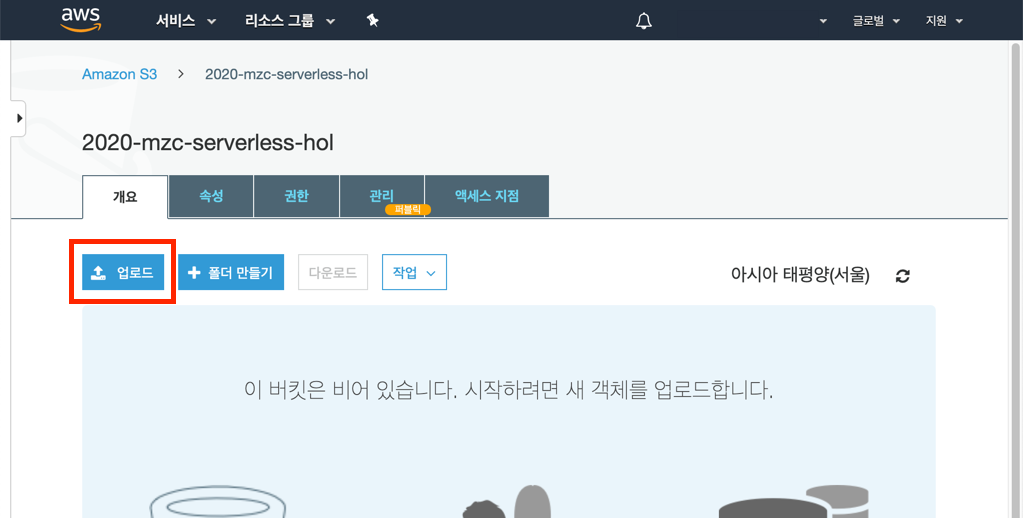 aws 서비스 리소스 그룹 글로벌 지원
Amazon S3 > 2020-mzc-serverless-hol
2020-mzc-serverless-hol
개요 속성 권한 관리 액세스 지점
퍼블릭
업로드 + 폴더 만들기 다운로드 작업 아시아 태평양(서울)
이 버킷은 비어 있습니다. 시작하려면 새 객체를 업로드합니다.